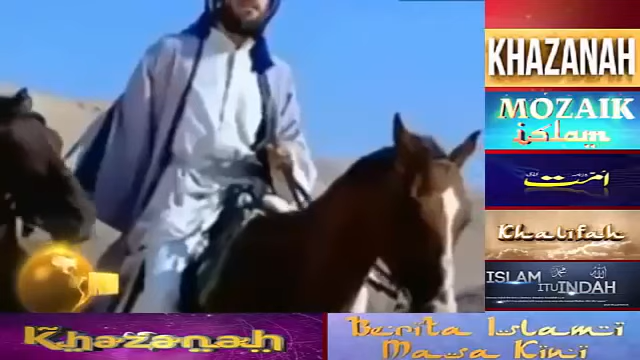 KHAZANAH
MOZAIK
islam
Khalifah
ISLAM
ITU INDAH
Khazanah
Berita Islami
Masa Kini